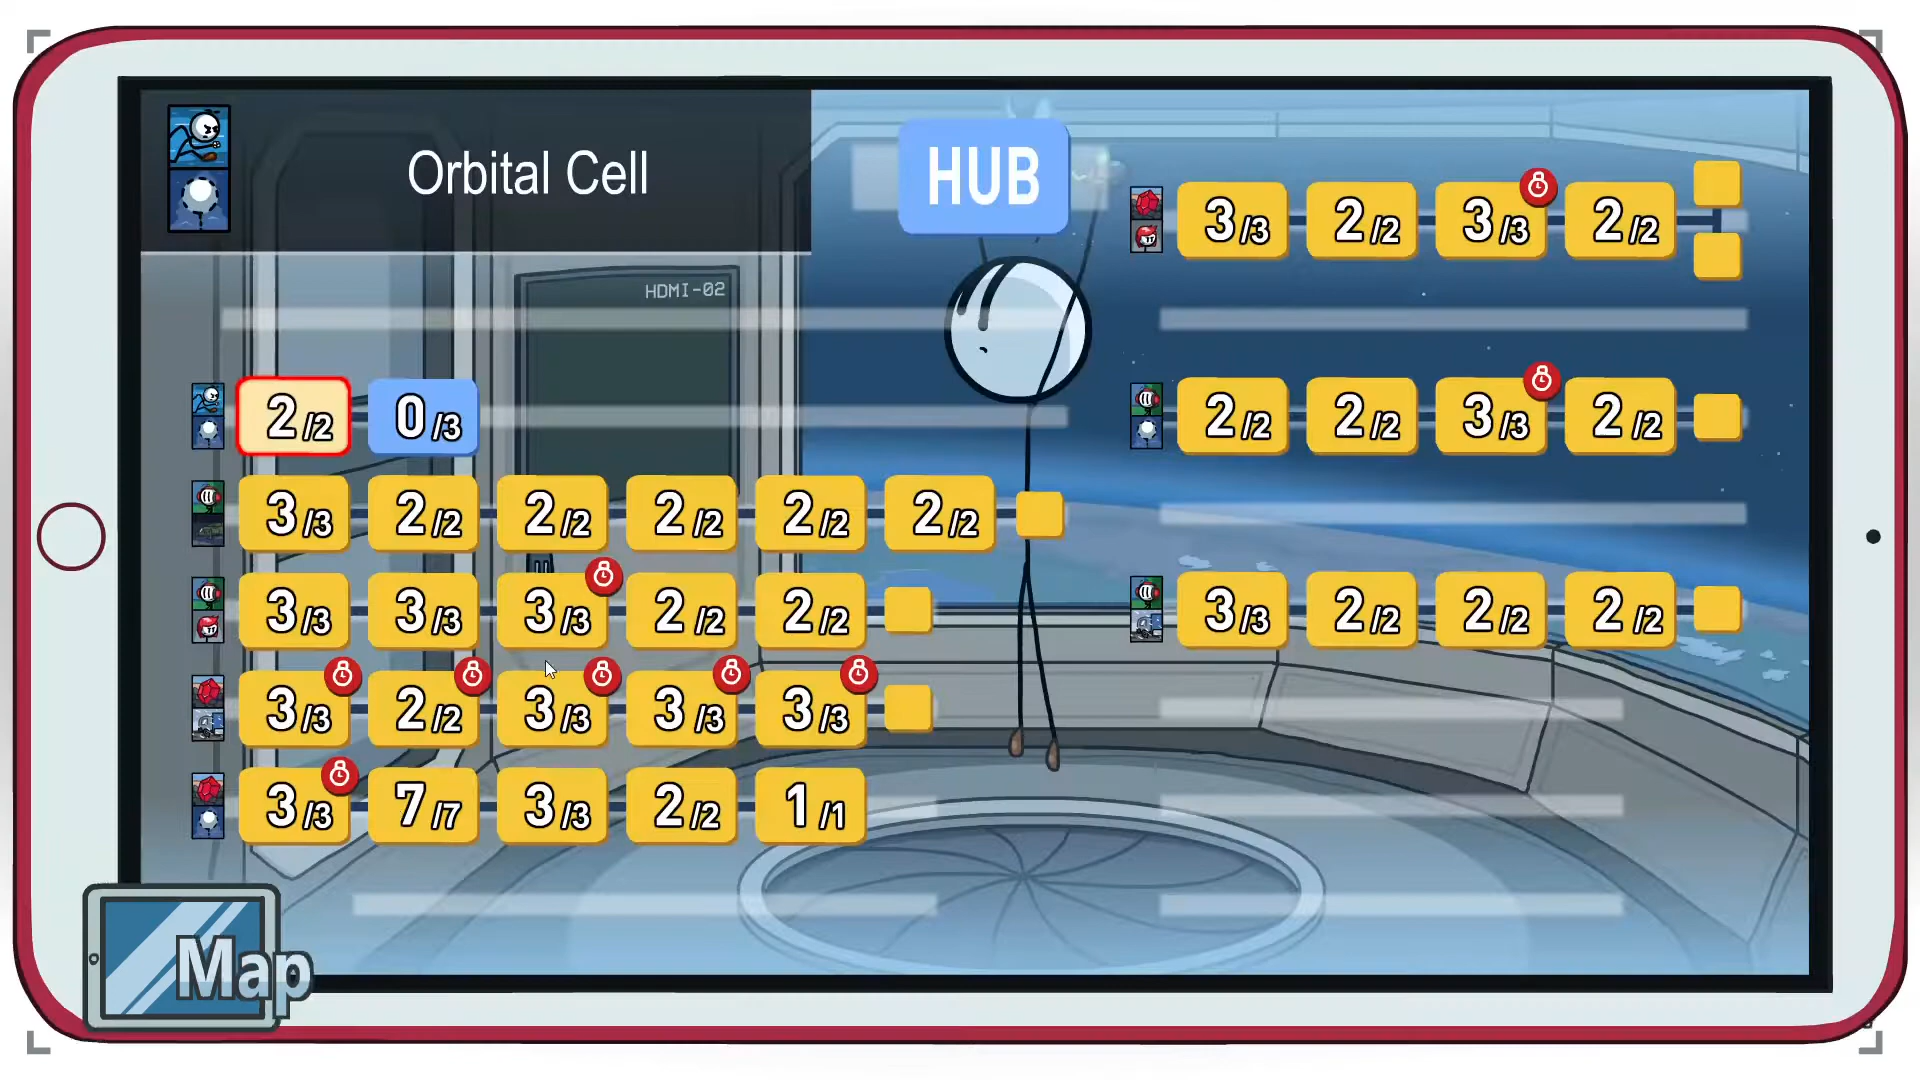 Orbital Cell
HUB
HDMI-02
3/3 2/2 3/3 2/2
2/2 0/3
2/2 2/2 3/3 2/2
3/3 2/2 2/2 2/2 2/2 2/2
3/3 3/3 3/3 2/2 2/2
3/3 2/2 2/2 2/2
3/3 2/2 3/3 3/3 3/3
3/3 7/7 3/3 2/2 1/1
Map